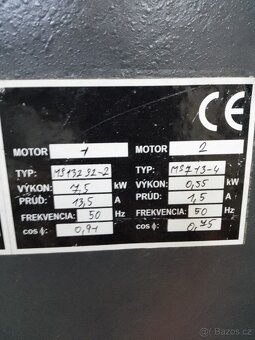 CE
MOTOR 1 MOTOR 2
TYP: MS132S2-2 TYP: MS713-4
VÝKON: 7,5 kW VÝKON: 0,55 kW
PRÚD: 13,5 A PRÚD: 1,5 A
FREKVENCIA: 50 Hz FREKVENCIA: 50 Hz
cos ϕ: 0,91 cos ϕ: 0,75
© Bazos.cz